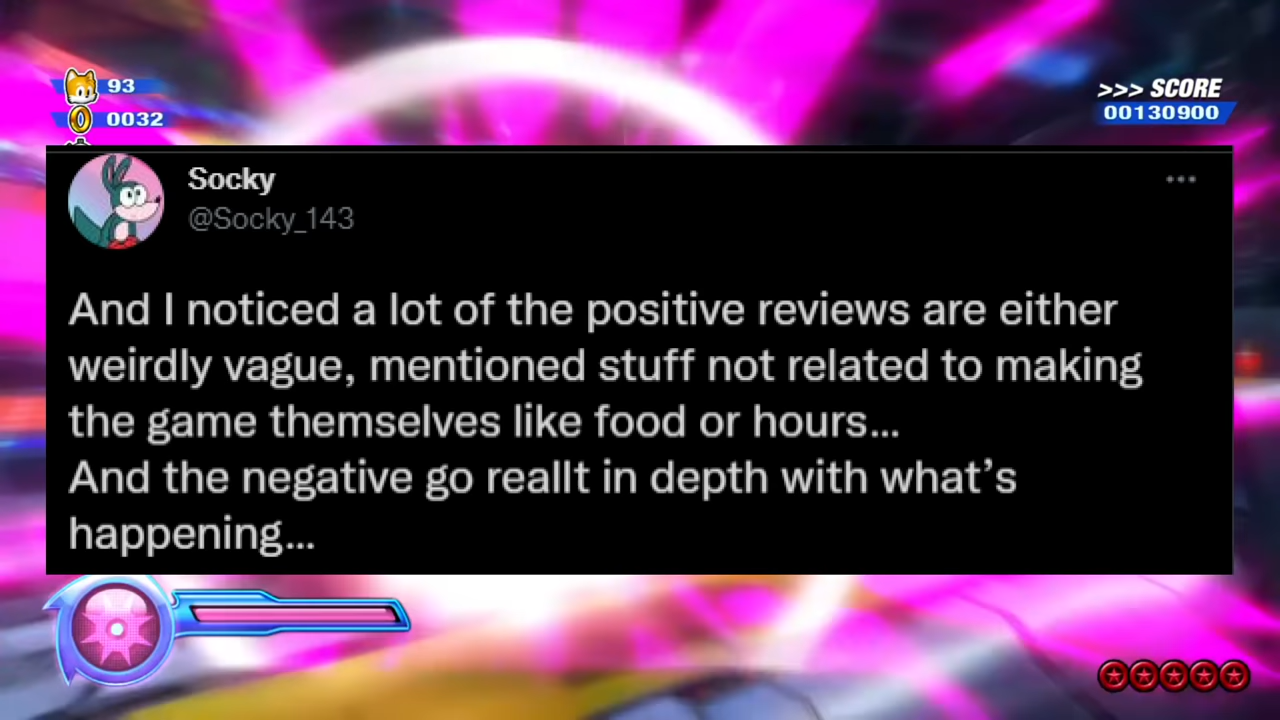 93
0032
>>> SCORE
00130900
Socky
@Socky_143
And I noticed a lot of the positive reviews are either
weirdly vague, mentioned stuff not related to making
the game themselves like food or hours...
And the negative go reallt in depth with what’s
happening...